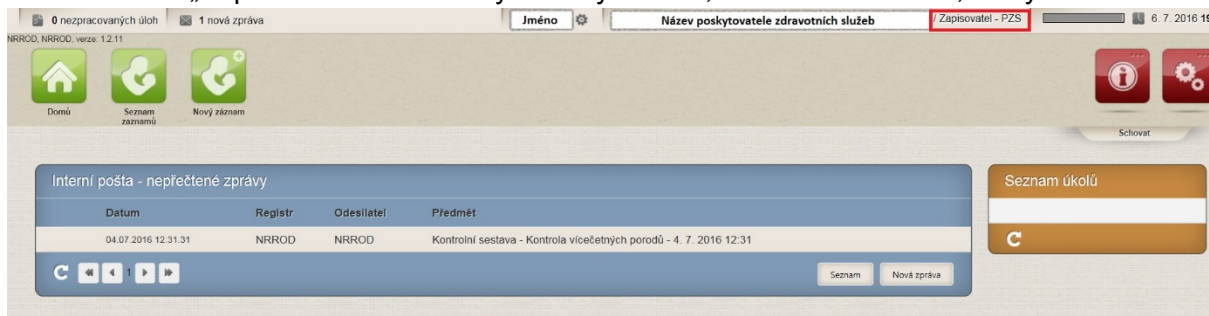 0 nezpracovaných úloh 1 nová zpráva Jméno Název poskytovatele zdravotních služeb / Zapisovatel - PZS 6. 7. 2016 19
NRROD, NRROD, verze: 1.2.11
Domů Seznam záznamů Nový záznam
Schovat
Interní pošta - nepřečtené zprávy Seznam úkolů
Datum Registr Odesílatel Předmět
04.07.2016 12.31.31 NRROD NRROD Kontrolní sestava - Kontrola vícečetných porodů - 4. 7. 2016 12:31
1 Seznam Nová zpráva